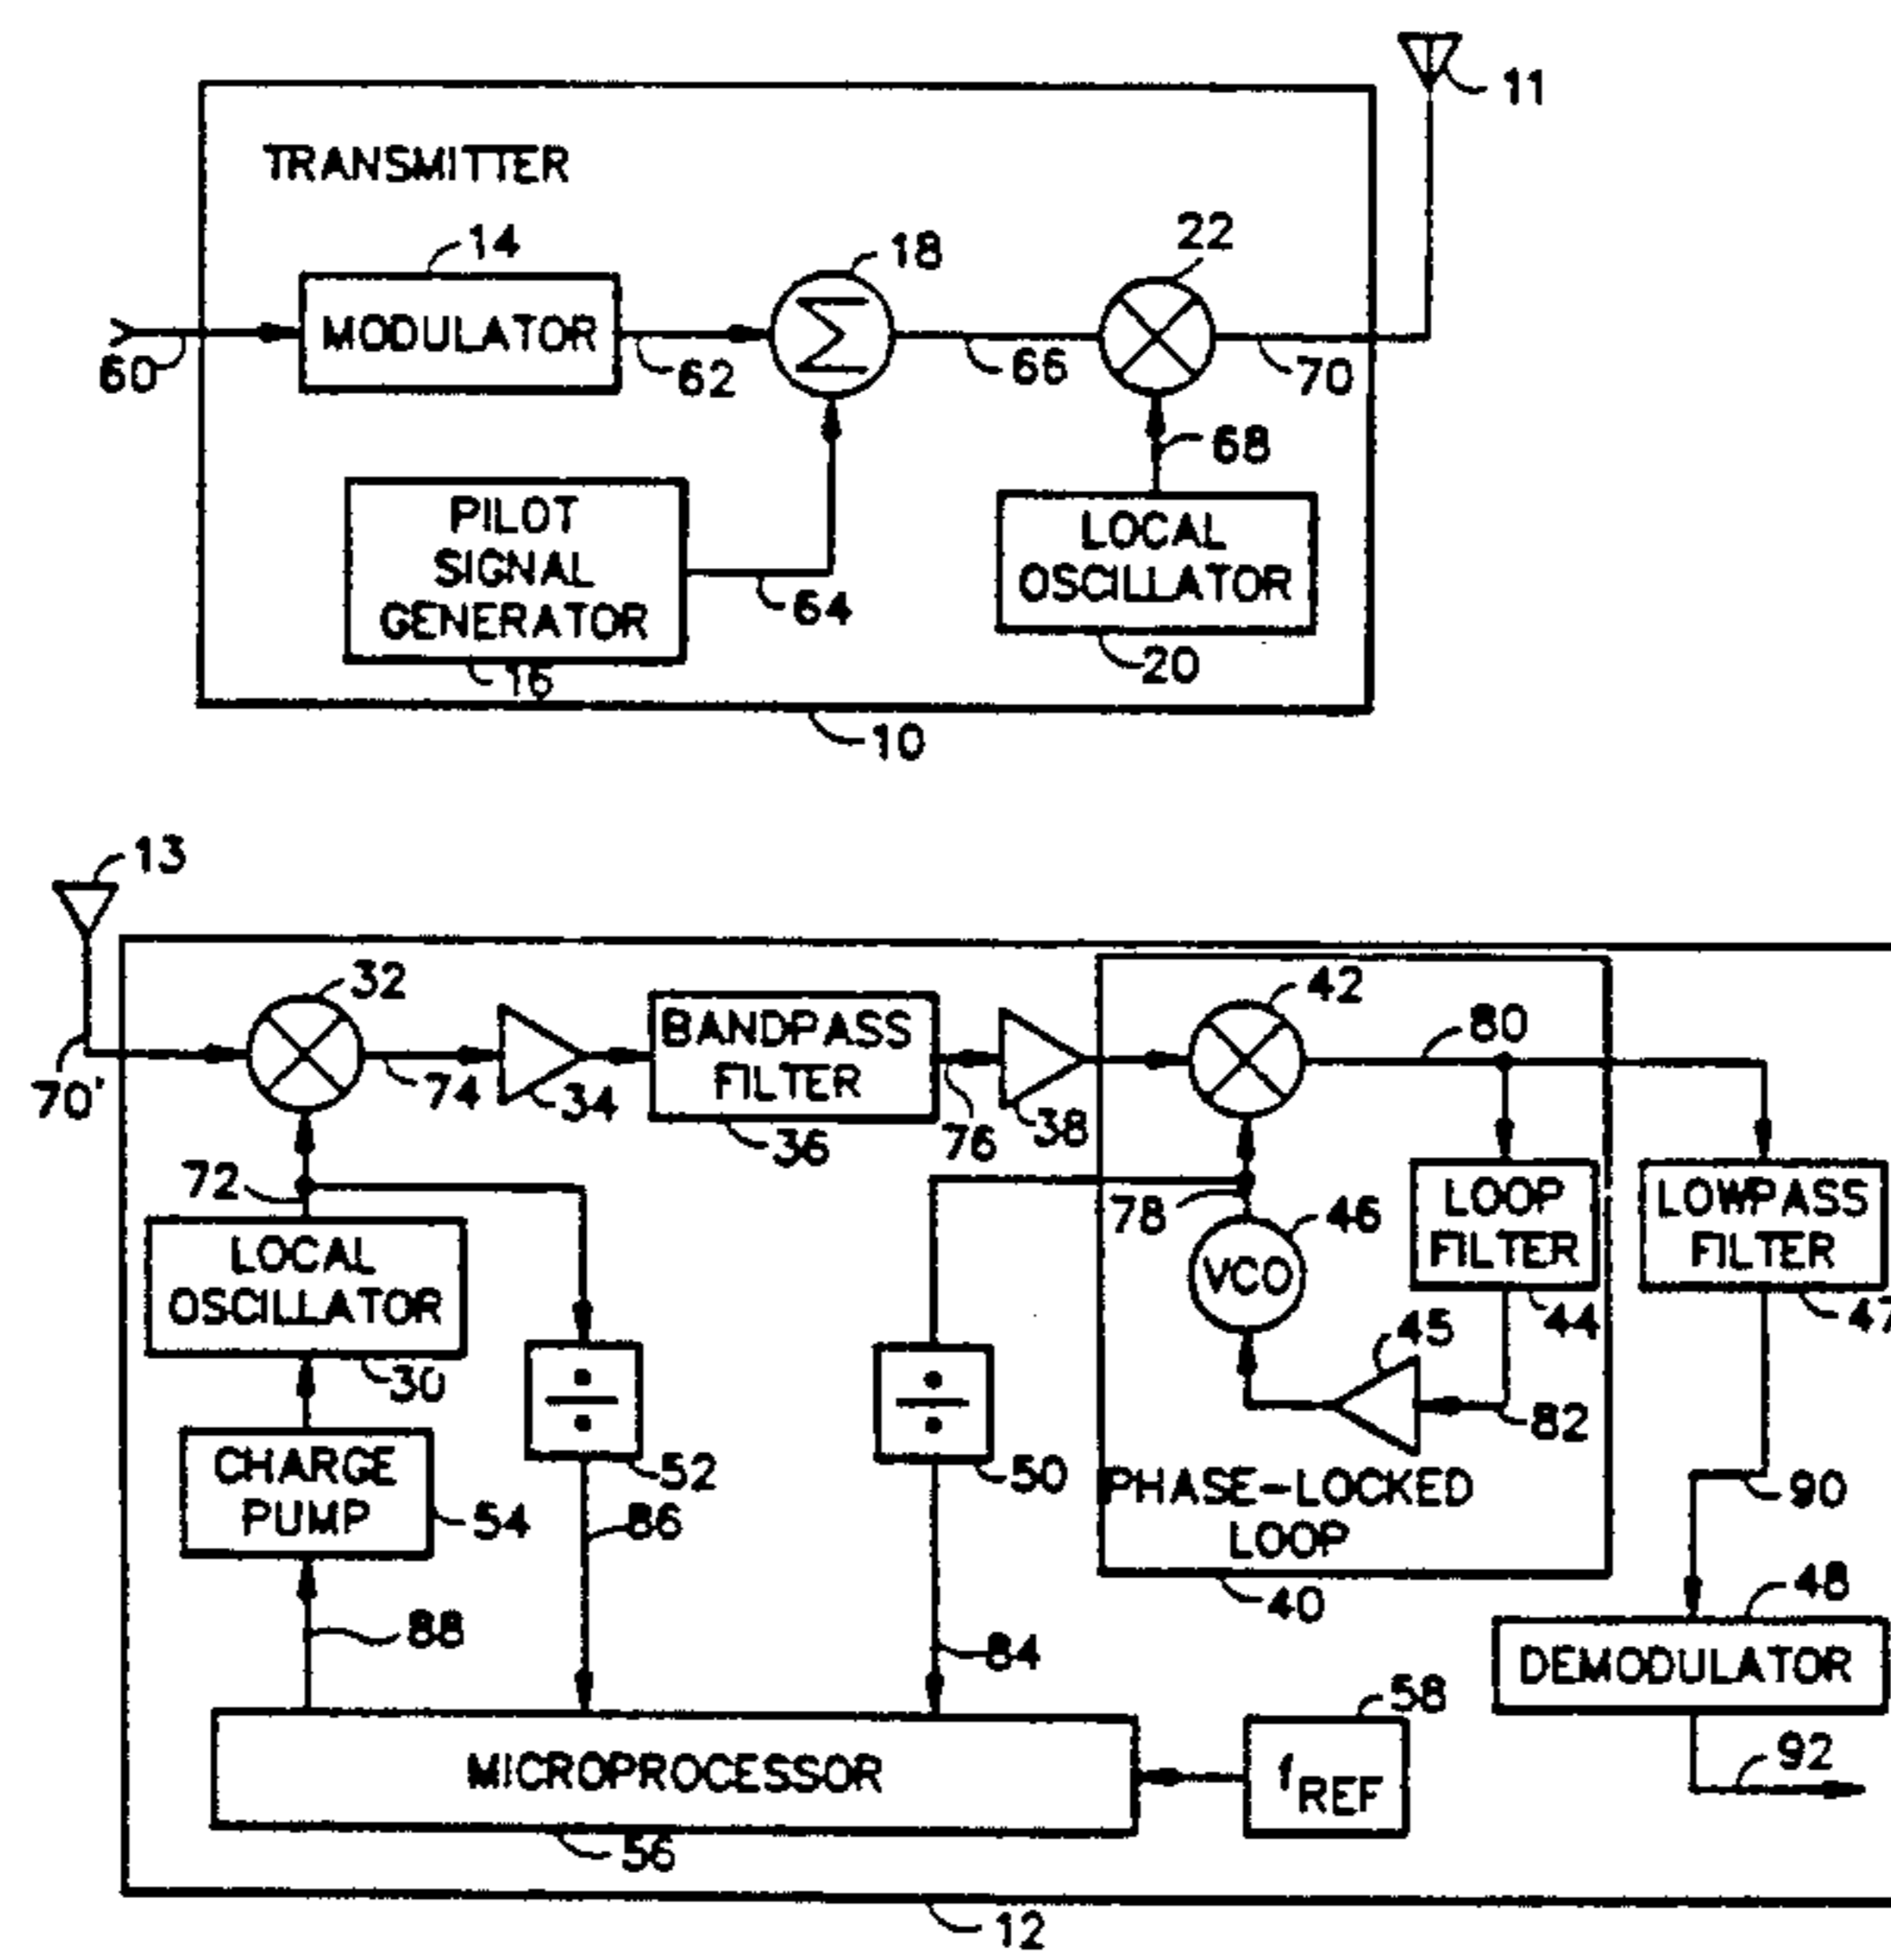 11
TRANSMITTER
14
18
22
MODULATOR
60
62
66
70
68
PILOT
SIGNAL
GENERATOR
64
LOCAL
OSCILLATOR
16
20
10
13
32
42
80
BANDPASS
FILTER
70'
74
34
36
76
38
72
78
46
LOOP
FILTER
LOWPASS
FILTER
LOCAL
OSCILLATOR
VCO
30
45
44
47
82
CHARGE
PUMP
54
52
50
PHASE-LOCKED
LOOP
90
86
40
48
88
84
DEMODULATOR
58
MICROPROCESSOR
fREF
92
56
12